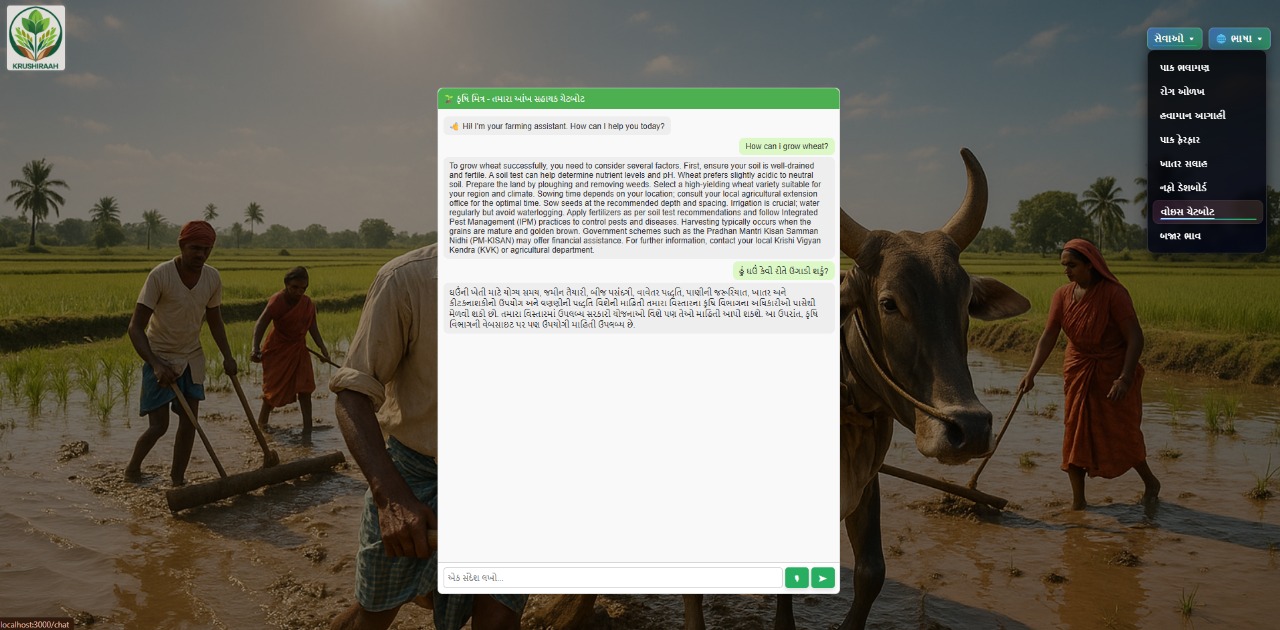 KRUSHIRAAH
સેવાઓ
ભાષા
પાક ભલામણ
રોગ ઓળખ
હવામાન આગાહી
પાક ફેરફાર
ખાતર સલાહ
નફો ડેશબોર્ડ
વોઇસ ચેટબોટ
બજાર ભાવ
કૃષિ મિત્ર - તમારા આંખ સહાયક ચેટબોટ
Hi! I'm your farming assistant. How can I help you today?
How can i grow wheat?
To grow wheat successfully, you need to consider several factors. First, ensure your soil is well-drained
and fertile. A soil test can help determine nutrient levels and pH. Wheat prefers slightly acidic to neutral
soil. Prepare the land by ploughing and removing weeds. Select a high-yielding wheat variety suitable for
your region and climate. Sowing time depends on your location; consult your local agricultural extension
office for the optimal time. Sow seeds at the recommended depth and spacing. Irrigation is crucial; water
regularly but avoid waterlogging. Apply fertilizers as per soil test recommendations and follow Integrated
Pest Management (IPM) practices to control pests and diseases. Harvesting typically occurs when the
grains are mature and golden brown. Government schemes such as the Pradhan Mantri Kisan Samman
Nidhi (PM-KISAN) may offer financial assistance. For further information, contact your local Krishi Vigyan
Kendra (KVK) or agricultural department.
હું ઘઉં કેવી રીતે ઉગાડી શકું?
ઘઉંની ખેતી માટે યોગ્ય સમય, જમીન તૈયારી, બીજ પસંદગી, વાવેતર પદ્ધતિ, પાણીની જરૂરિયાત, ખાતર અને
કીટકનાશકોનો ઉપયોગ અને લણણીની પદ્ધતિ વિશેની માહિતી તમારા વિસ્તારના કૃષિ વિભાગના અધિકારીઓ પાસેથી
મેળવી શકો છો. તમારા વિસ્તારમાં ઉપલબ્ધ સરકારી યોજનાઓ વિશે પણ તેઓ માહિતી આપી શકશે. આ ઉપરાંત, કૃષિ
વિભાગની વેબસાઇટ પર પણ ઉપયોગી માહિતી ઉપલબ્ધ છે.
એક સંદેશ લખો...
localhost:3000/chat